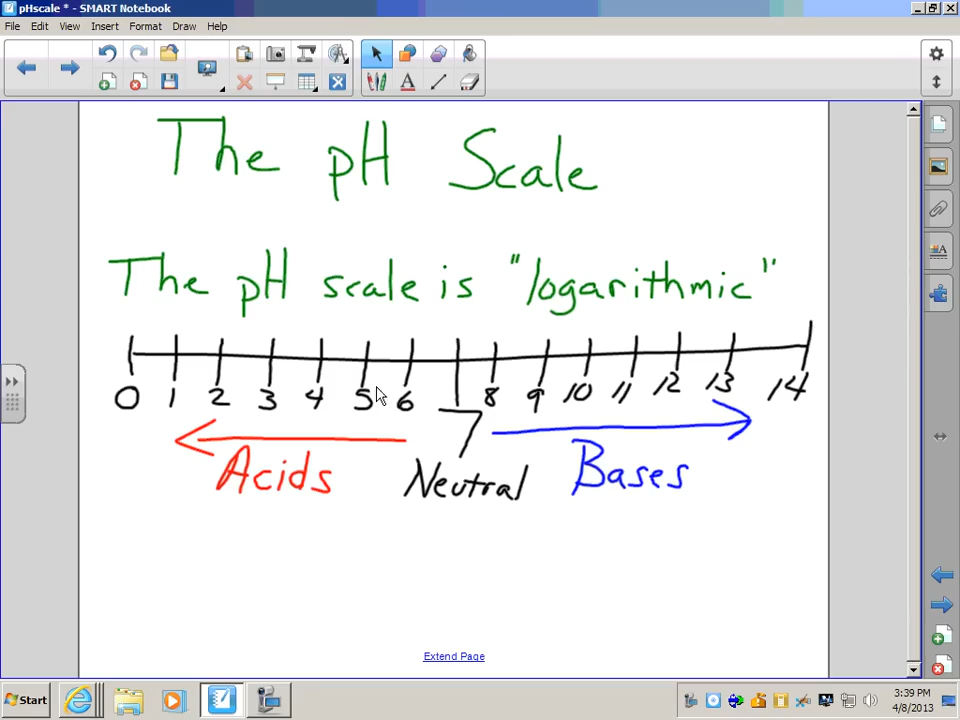 pHscale * - SMART Notebook
File Edit View Insert Format Draw Help
The pH Scale
The pH scale is "logarithmic"
0 1 2 3 4 5 6 7 8 9 10 11 12 13 14
Acids Neutral Bases
Extend Page
Start
3:39 PM
4/8/2013